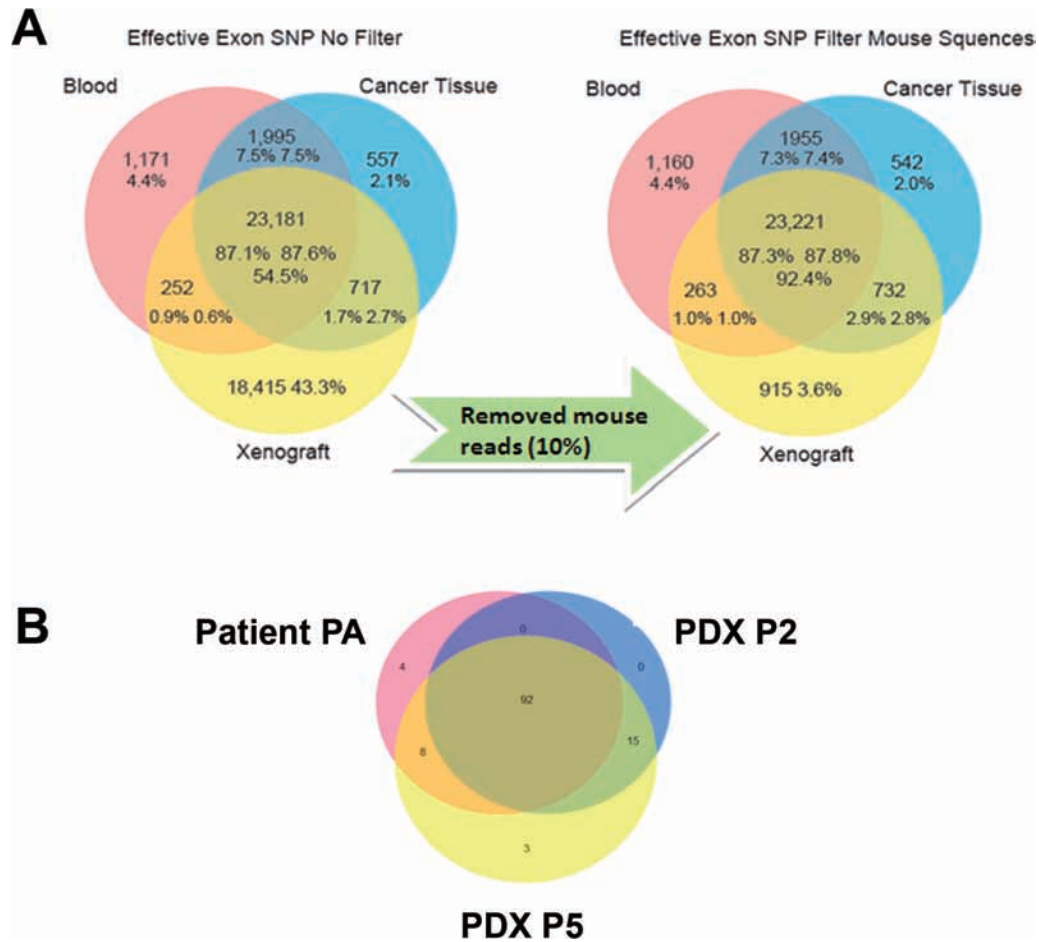 A
Effective Exon SNP No Filter
Blood
Cancer Tissue
1,995
7.5% 7.5%
1,171
4.4%
557
2.1%
23,181
87.1% 87.6%
54.5%
252
0.9% 0.6%
717
1.7% 2.7%
18,415 43.3%
Xenograft
Removed mouse
reads (10%)
Effective Exon SNP Filter Mouse Squences
Blood
Cancer Tissue
1955
7.3% 7.4%
1,160
4.4%
542
2.0%
23,221
87.3% 87.8%
92.4%
263
1.0% 1.0%
732
2.9% 2.8%
915 3.6%
Xenograft
B
Patient PA
PDX P2
0
4
0
92
8
15
3
PDX P5